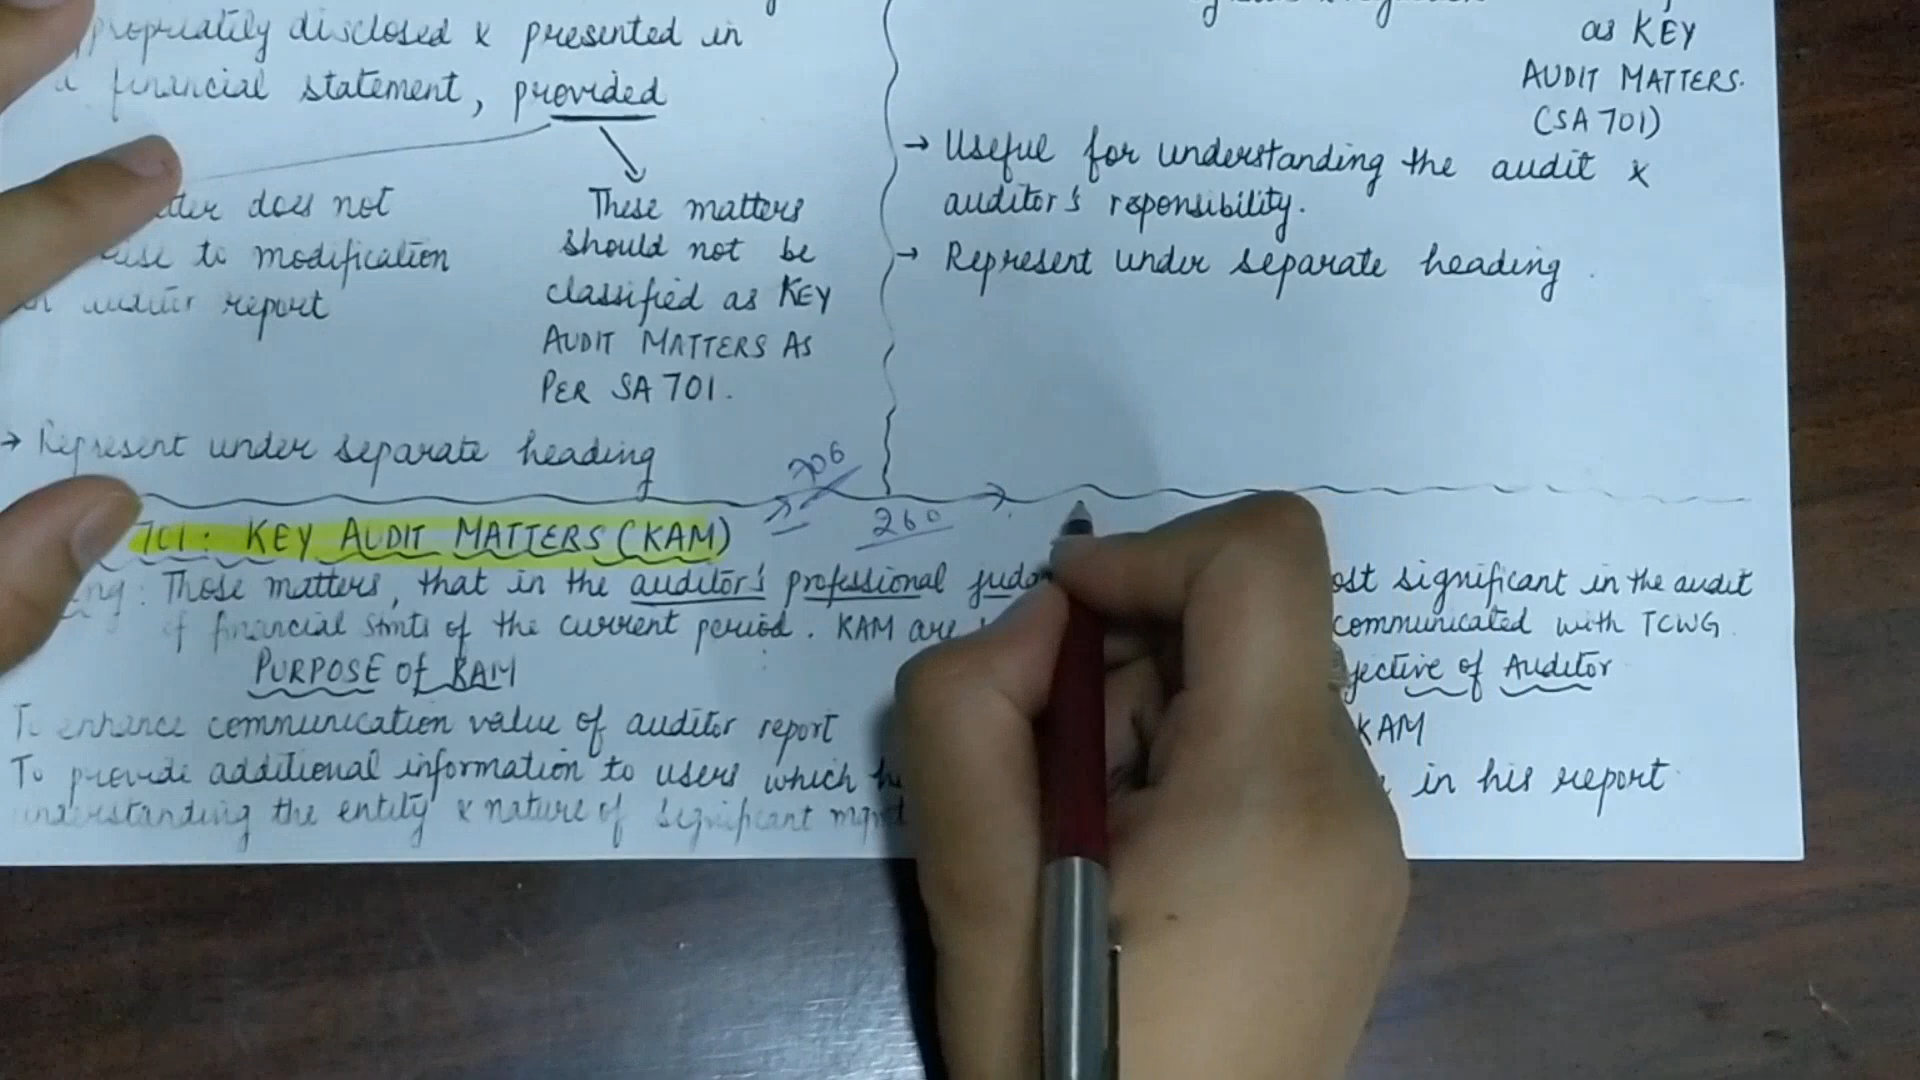 propriately disclosed & presented in
financial statement, provided
does not
to modification
report
These matters
should not be
classified as KEY
AUDIT MATTERS AS
PER SA 701.
→ Represent under separate heading
as KEY
AUDIT MATTERS.
(SA 701)
→ Useful for understanding the audit &
auditor's responsibility.
→ Represent under separate heading.
706
260
701: KEY AUDIT MATTERS (KAM)
Those matters, that in the auditor's professional ost significant in the audit
of financial stmts of the current period. KAM are communicated with TCWG.
PURPOSE of KAM
jective of Auditor
To enhance communication value of auditor report
KAM
To provide additional information to users which
in his report
understanding the entity & nature of significant